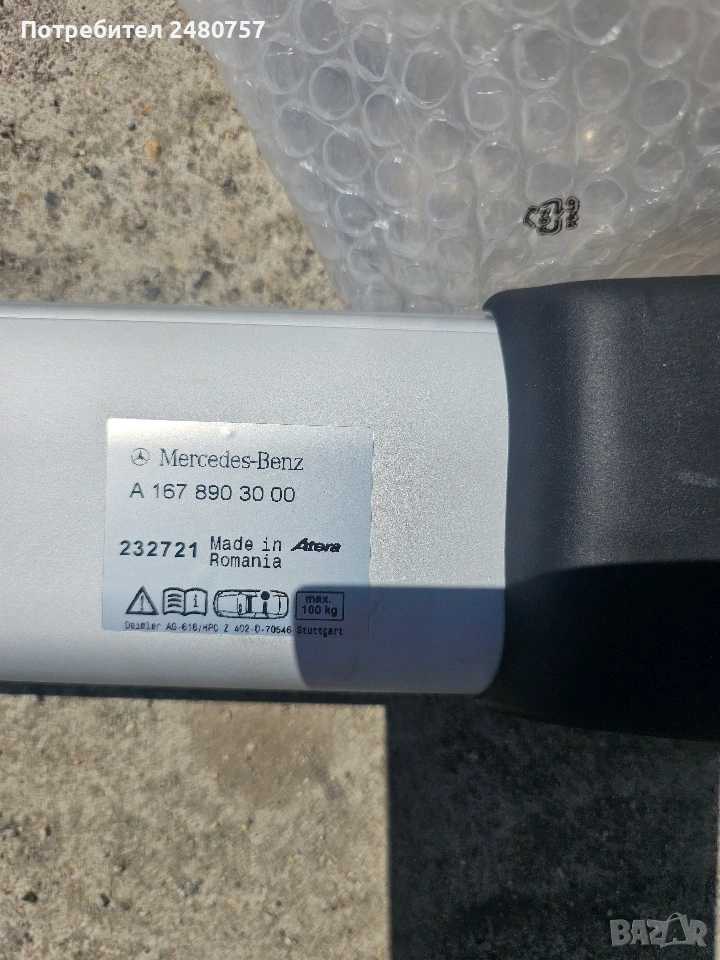 Потребител 2480757
Mercedes-Benz
A 167 890 30 00
232721 Made in Atera
Romania
max.
100 kg
Daimler AG-616/HPC Z 402-D-70546 Stuttgart
BAZAR